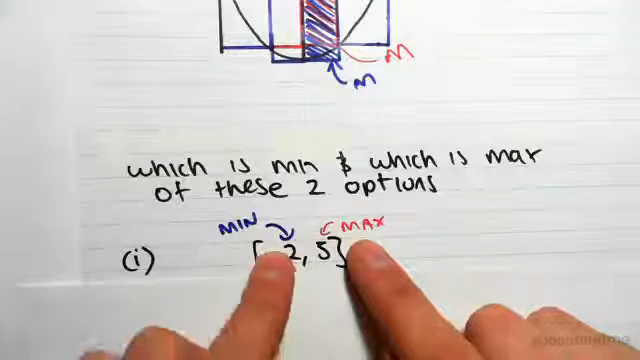 M
M
which is min & which is max
of these 2 options
MIN MAX
(i) 2, 5}